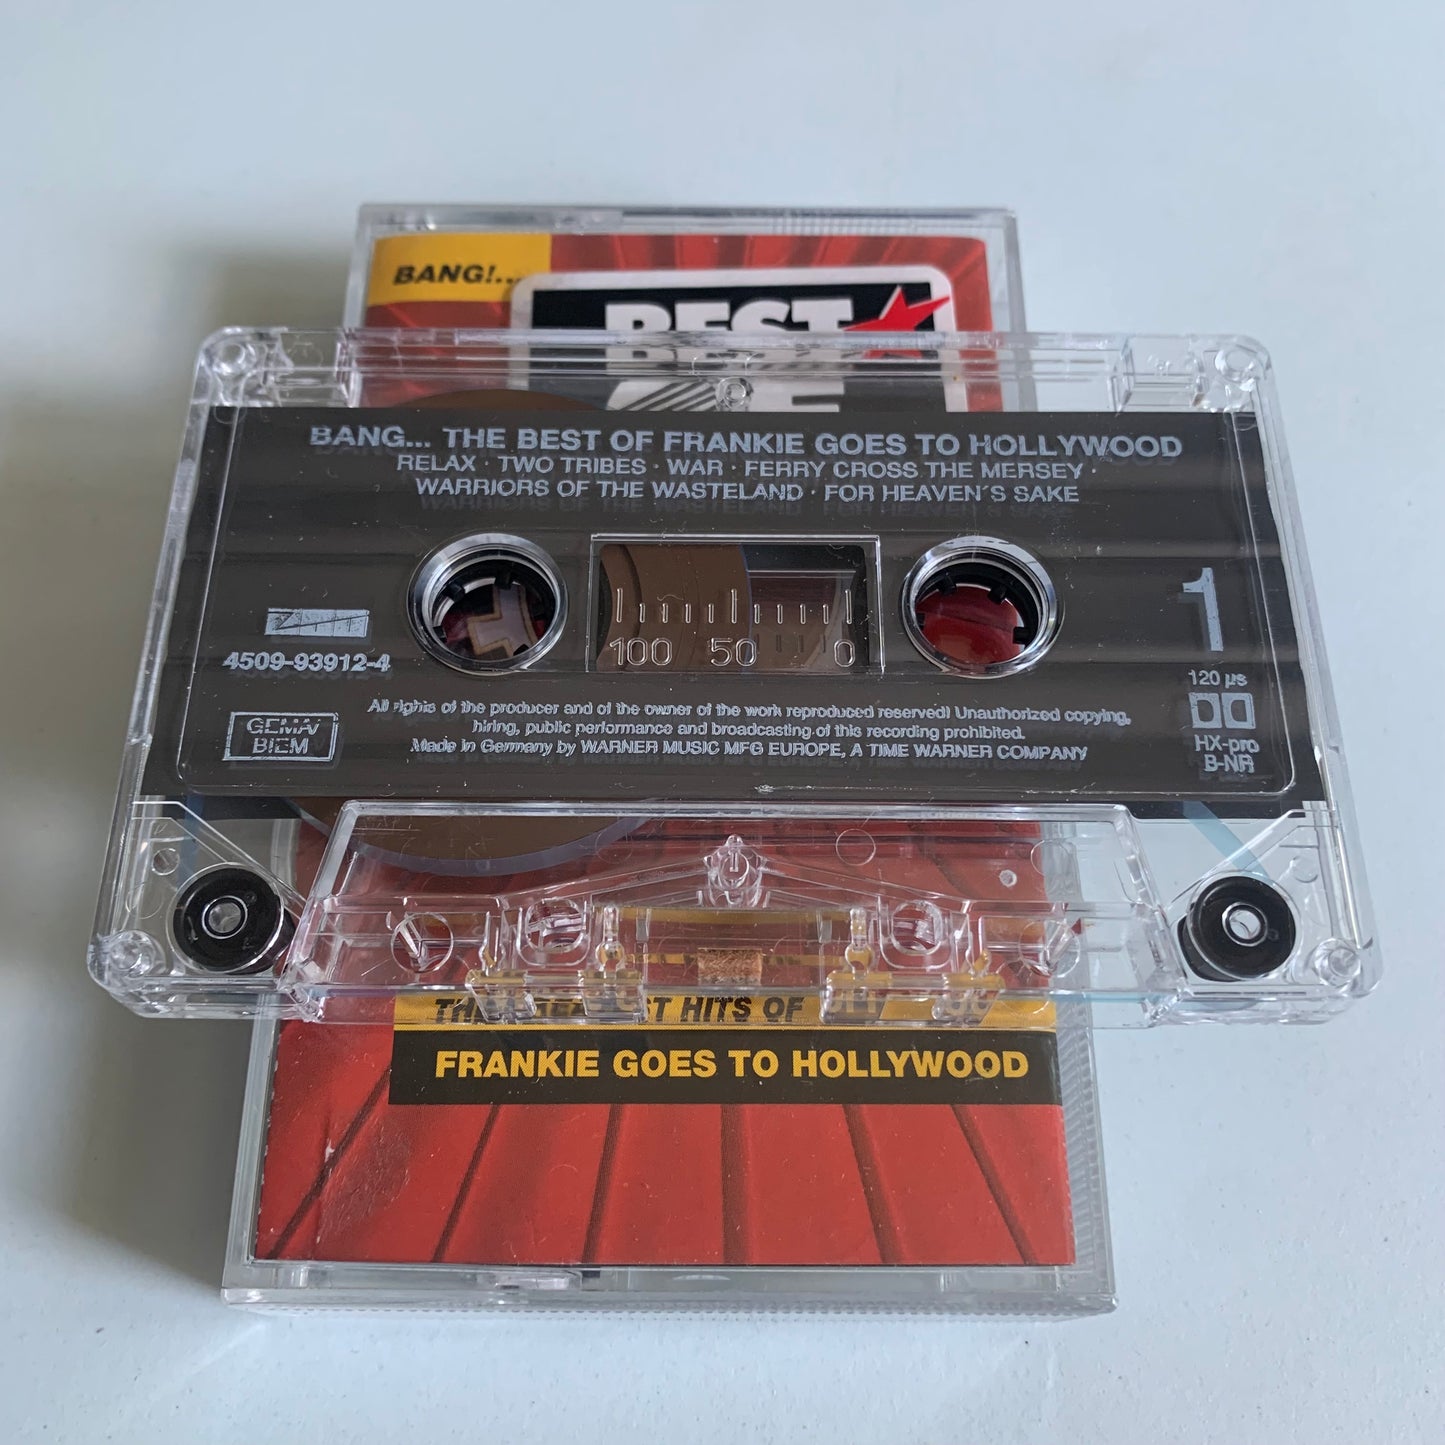 BANG!...
BEST
BANG... THE BEST OF FRANKIE GOES TO HOLLYWOOD
RELAX · TWO TRIBES · WAR · FERRY CROSS THE MERSEY ·
WARRIORS OF THE WASTELAND · FOR HEAVEN´S SAKE
100 50 0
1
ZTT
4509-93912-4
120 µs
HX-pro
B-NR
GEMA/
BIEM
All rights of the producer and of the owner of the work reproduced reserved! Unauthorized copying,
hiring, public performance and broadcasting of this recording prohibited.
Made in Germany by WARNER MUSIC MFG EUROPE, A TIME WARNER COMPANY
HITS OF
FRANKIE GOES TO HOLLYWOOD